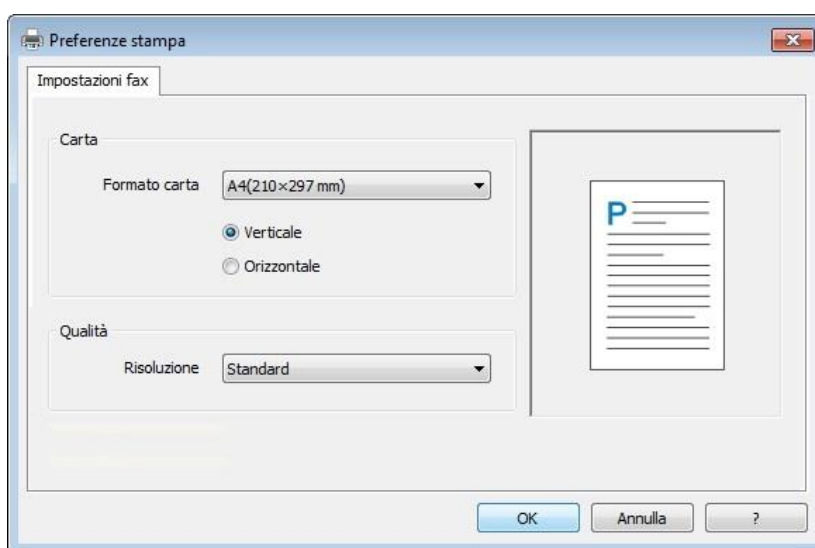 Preferenze stampa
Impostazioni fax
Carta
Formato carta A4(210×297 mm)
Verticale
Orizzontale
P
Qualità
Risoluzione Standard
OK Annulla ?